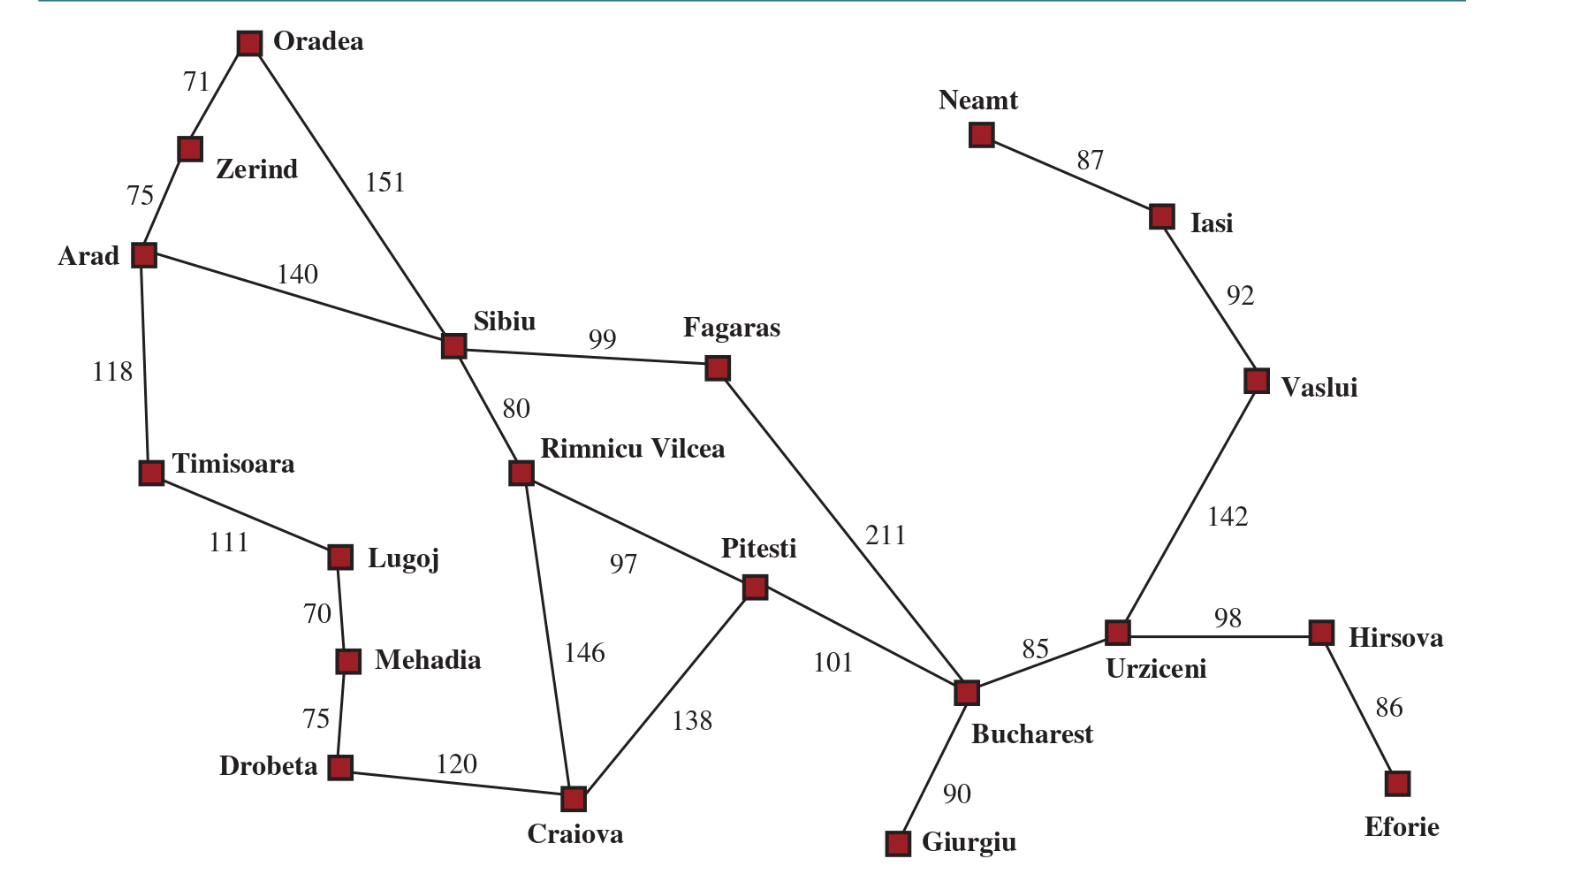 Oradea
71
Neamt
87
Zerind
151
75
Iasi
Arad
140
92
Sibiu
Fagaras
99
118
Vaslui
80
Rimnicu Vilcea
Timisoara
142
211
111
Pitesti
Lugoj
97
70
98
Hirsova
146
85
Mehadia
101
Urziceni
86
75
138
Bucharest
Drobeta
120
90
Craiova
Eforie
Giurgiu